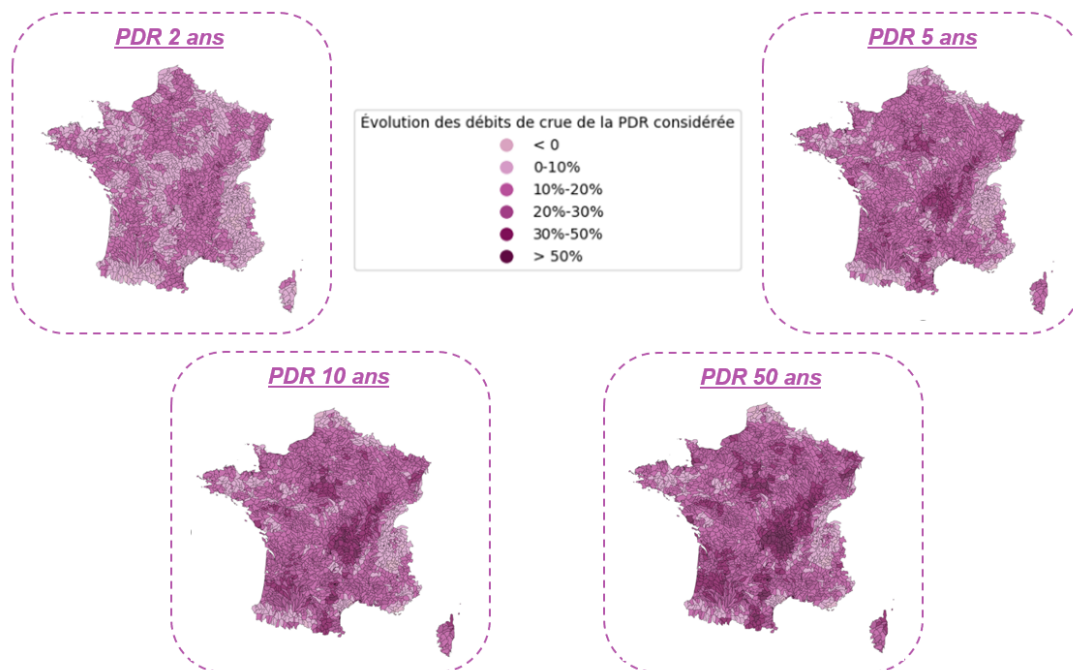 PDR 2 ans
PDR 5 ans
Évolution des débits de crue de la PDR considérée
< 0
0-10%
10%-20%
20%-30%
30%-50%
> 50%
PDR 10 ans
PDR 50 ans